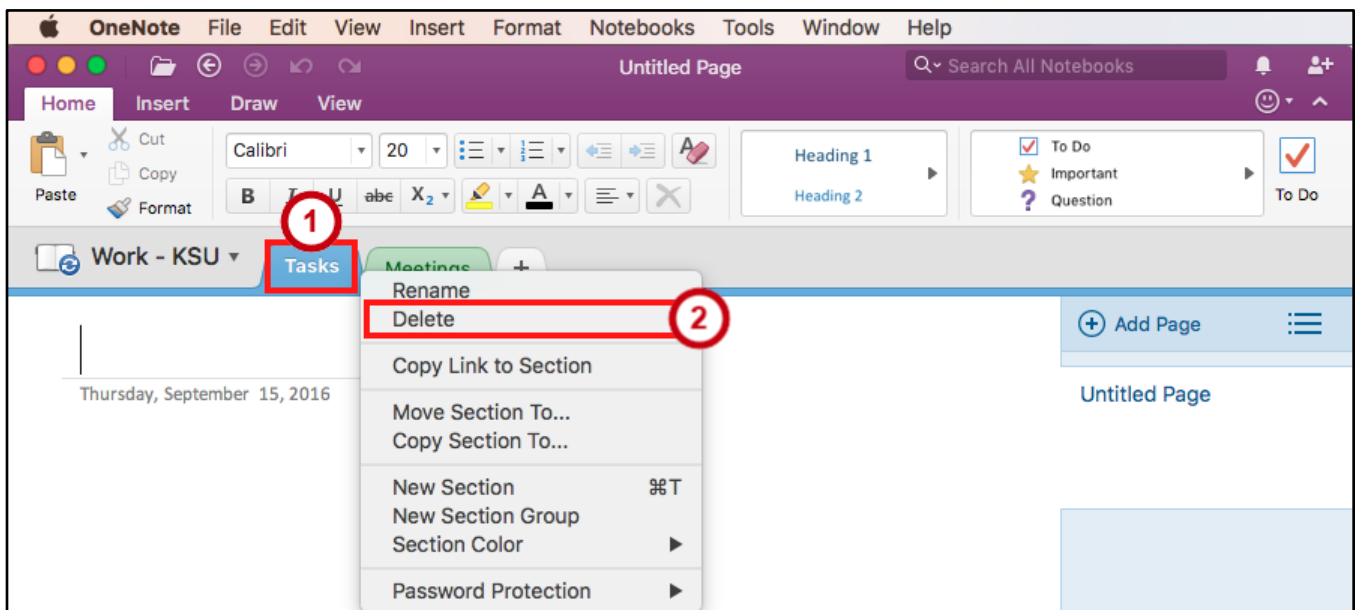 OneNote File Edit View Insert Format Notebooks Tools Window Help
Untitled Page
Search All Notebooks
Home Insert Draw View
Paste
Cut
Copy
Format
Calibri 20
B I U abc X₂ A
Heading 1
Heading 2
To Do
Important
? Question
To Do
1
Work - KSU Tasks Meetings +
Rename
Delete
2
Copy Link to Section
Move Section To...
Copy Section To...
New Section ⌘T
New Section Group
Section Color
Password Protection
Thursday, September 15, 2016
Add Page
Untitled Page